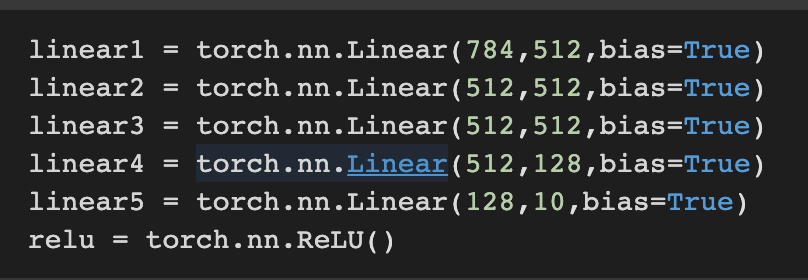 linear1 = torch.nn.Linear(784,512,bias=True)
linear2 = torch.nn.Linear(512,512,bias=True)
linear3 = torch.nn.Linear(512,512,bias=True)
linear4 = torch.nn.Linear(512,128,bias=True)
linear5 = torch.nn.Linear(128,10,bias=True)
relu = torch.nn.ReLU()